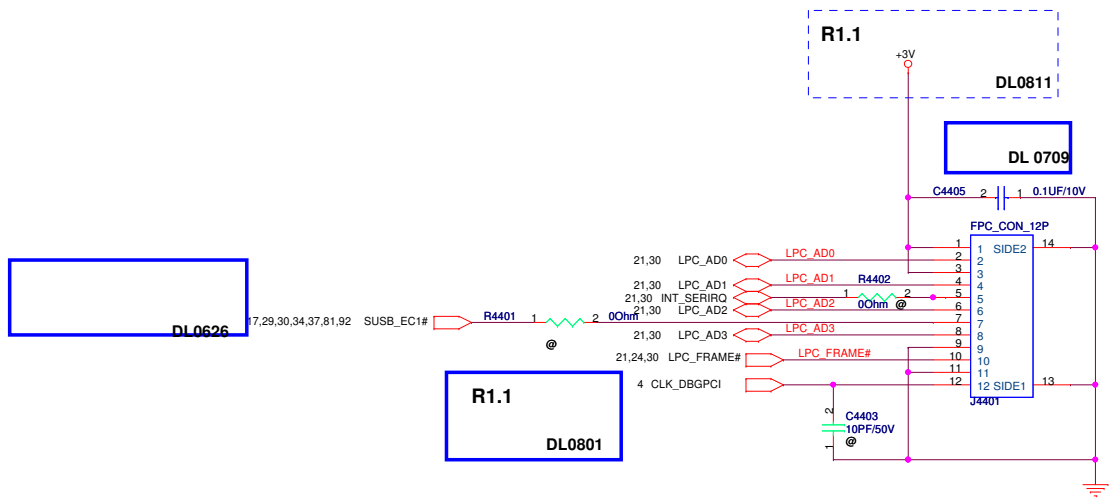 R1.1
+3V
DL0811
DL 0709
C4405 2 1 0.1UF/10V
FPC_CON_12P
1 1 SIDE2 14
21,30 LPC_AD0 LPC_AD0 2 2
3 3
21,30 LPC_AD1 LPC_AD1 4 4
R4402
21,30 INT_SERIRQ 1 2 5 5
0Ohm @
21,30 LPC_AD2 LPC_AD2 6 6
DL0626
17,29,30,34,37,81,92 SUSB_EC1# R4401 1 2 0Ohm 7 7
@
21,30 LPC_AD3 LPC_AD3 8 8
9 9
21,24,30 LPC_FRAME# LPC_FRAME# 10 10
11 11
4 CLK_DBGPCI 12 12 SIDE1 13
J4401
R1.1
DL0801
2 C4403
10PF/50V
1 @